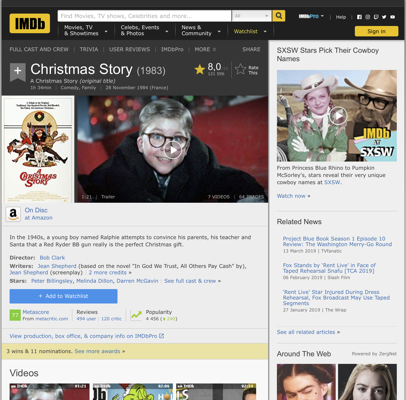 IMDb
Find Movies, TV shows, Celebrities and more...
All
IMDbPro
Help
Movies, TV & Showtimes
Celebs, Events & Photos
News & Community
Watchlist
Sign in
FULL CAST AND CREW | TRIVIA | USER REVIEWS | IMDbPro | MORE
SHARE
Christmas Story (1983)
A Christmas Story (original title)
1h 34min | Comedy, Family | 28 November 1984 (France)
8,0
Rate This
A CHRISTMAS STORY
1:21 | Trailer
7 VIDEOS | 64 IMAGES
On Disc
at Amazon
In the 1940s, a young boy named Ralphie attempts to convince his parents, his teacher and
Santa that a Red Ryder BB gun really is the perfect Christmas gift.
Director: Bob Clark
Writers: Jean Shepherd (based on the novel "In God We Trust, All Others Pay Cash" by),
Jean Shepherd (screenplay) | 2 more credits »
Stars: Peter Billingsley, Melinda Dillon, Darren McGavin | See full cast & crew »
+ Add to Watchlist
77
Metascore
From metacritic.com
Reviews
494 user | 120 critic
Popularity
4 456
View production, box office, & company info on IMDbPro
3 wins & 11 nominations. See more awards »
Videos
SXSW Stars Pick Their Cowboy
Names
IMDb
AT
SXSW
From Princess Blue Rhino to Pumpkin
McSorley's, stars reveal their very
unique cowboy names at SXSW.
Watch now »
Related News
Project Blue Book Season 1 Episode 10
Review: The Washington Merry-Go Round
13 March 2019 | TVFanatic
Fox Stands by 'Rent Live' in Face of
Taped Rehearsal Snafu [TCA 2019]
06 February 2019 | Slash Film
'Rent Live' Star Injured During Dress
Rehearsal, Fox Broadcast May Use Taped
Segments
27 January 2019 | The Wrap
See all related articles »
Around The Web
Powered by ZergNet